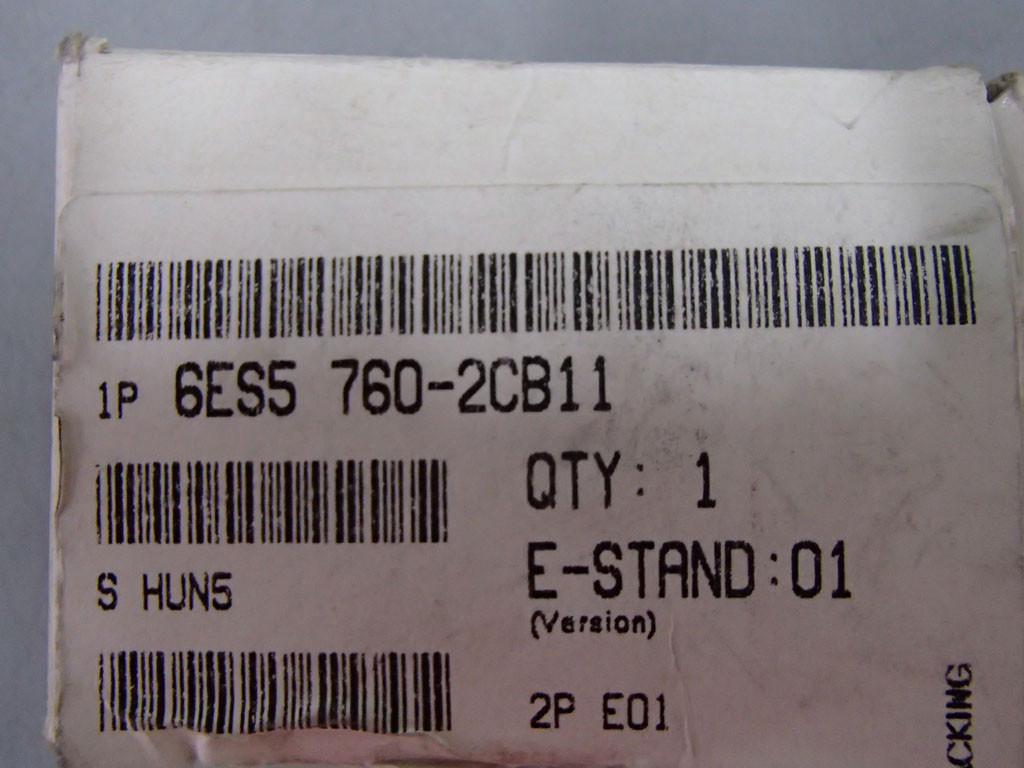 1P 6ES5 760-2CB11
QTY: 1
S HUN5
E-STAND:01
(Version)
2P E01